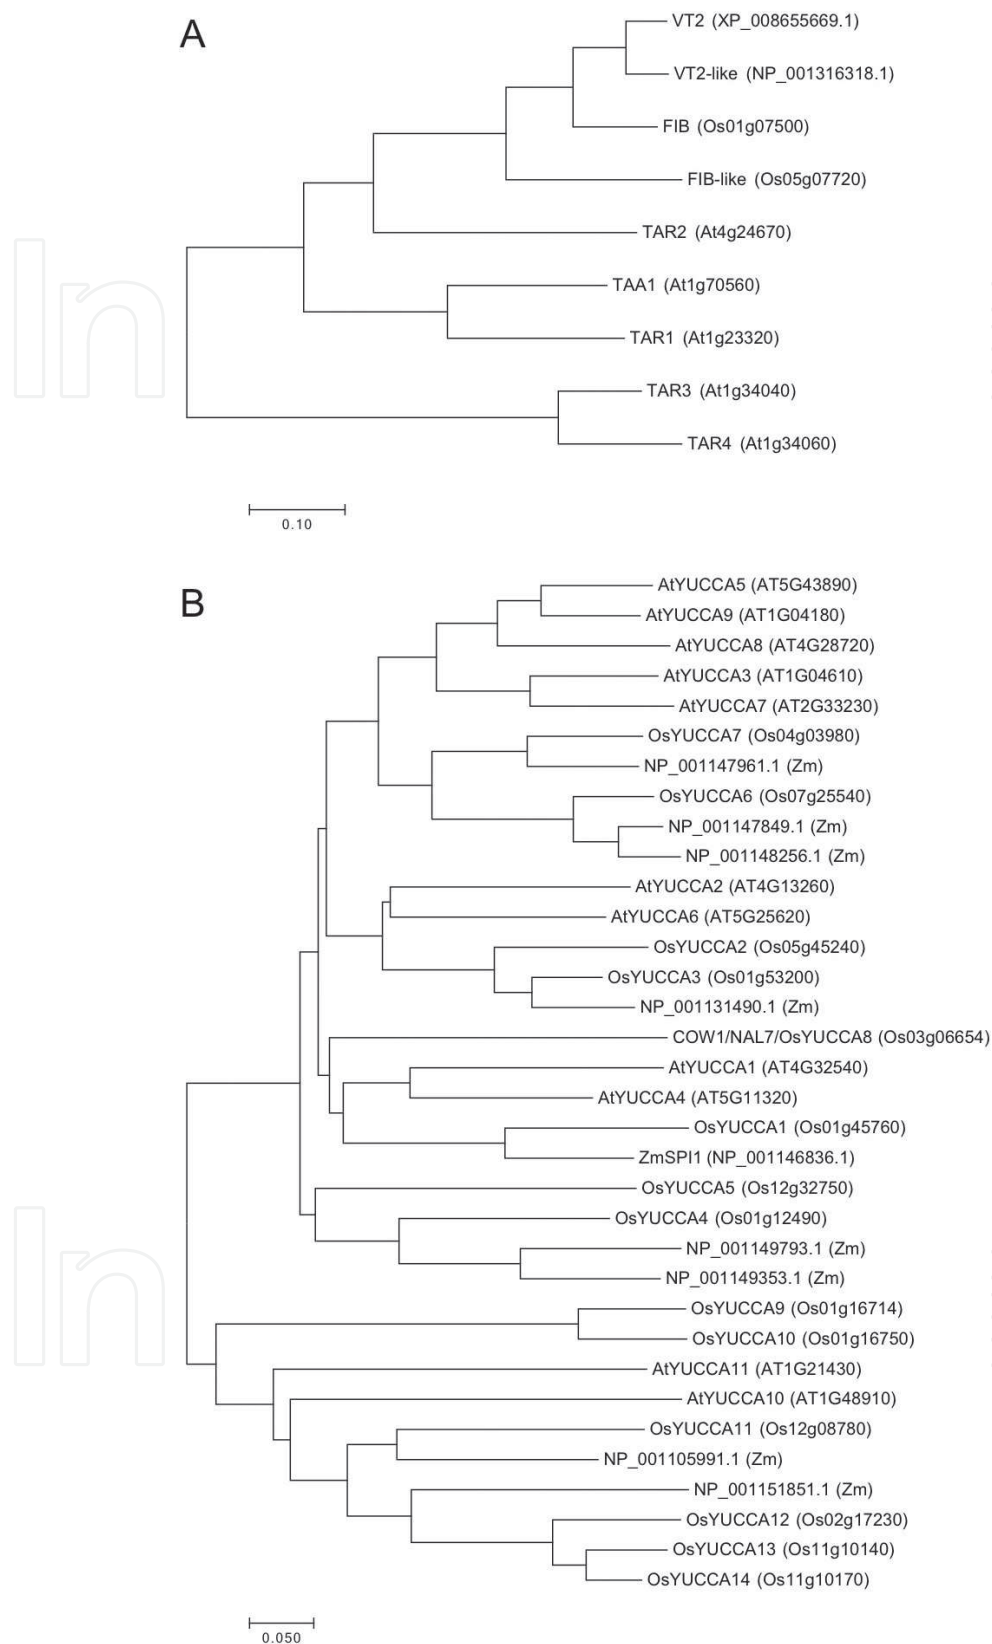 A
VT2 (XP_008655669.1)
VT2-like (NP_001316318.1)
FIB (Os01g07500)
FIB-like (Os05g07720)
TAR2 (At4g24670)
TAA1 (At1g70560)
TAR1 (At1g23320)
TAR3 (At1g34040)
TAR4 (At1g34060)
0.10
In
B
AtYUCCA5 (AT5G43890)
AtYUCCA9 (AT1G04180)
AtYUCCA8 (AT4G28720)
AtYUCCA3 (AT1G04610)
AtYUCCA7 (AT2G33230)
OsYUCCA7 (Os04g03980)
NP_001147961.1 (Zm)
OsYUCCA6 (Os07g25540)
NP_001147849.1 (Zm)
NP_001148256.1 (Zm)
AtYUCCA2 (AT4G13260)
AtYUCCA6 (AT5G25620)
OsYUCCA2 (Os05g45240)
OsYUCCA3 (Os01g53200)
NP_001131490.1 (Zm)
COW1/NAL7/OsYUCCA8 (Os03g06654)
AtYUCCA1 (AT4G32540)
AtYUCCA4 (AT5G11320)
OsYUCCA1 (Os01g45760)
ZmSPI1 (NP_001146836.1)
OsYUCCA5 (Os12g32750)
OsYUCCA4 (Os01g12490)
NP_001149793.1 (Zm)
NP_001149353.1 (Zm)
OsYUCCA9 (Os01g16714)
OsYUCCA10 (Os01g16750)
AtYUCCA11 (AT1G21430)
AtYUCCA10 (AT1G48910)
OsYUCCA11 (Os12g08780)
NP_001105991.1 (Zm)
NP_001151851.1 (Zm)
OsYUCCA12 (Os02g17230)
OsYUCCA13 (Os11g10140)
OsYUCCA14 (Os11g10170)
0.050
In